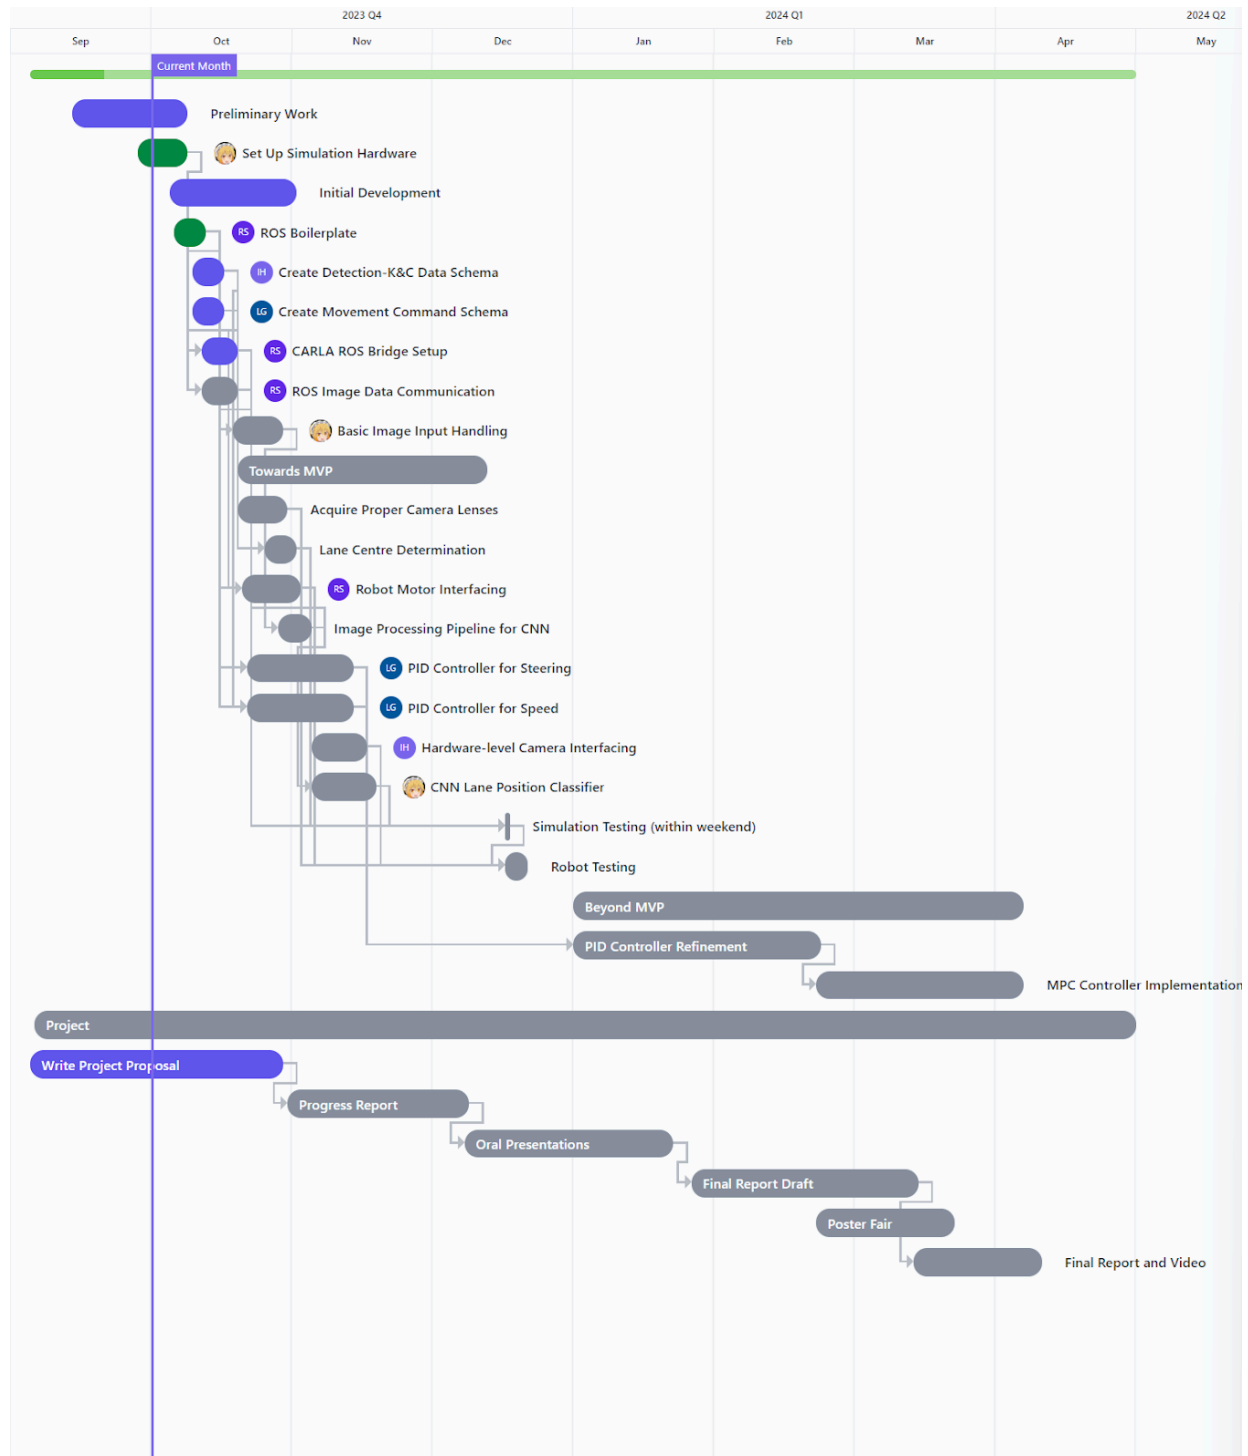 2023 Q4 2024 Q1 2024 Q2
Sep Oct Nov Dec Jan Feb Mar Apr May
Current Month
Preliminary Work
Set Up Simulation Hardware
Initial Development
RS ROS Boilerplate
IH Create Detection-K&C Data Schema
LG Create Movement Command Schema
RS CARLA ROS Bridge Setup
RS ROS Image Data Communication
Basic Image Input Handling
Towards MVP
Acquire Proper Camera Lenses
Lane Centre Determination
RS Robot Motor Interfacing
Image Processing Pipeline for CNN
LG PID Controller for Steering
LG PID Controller for Speed
IH Hardware-level Camera Interfacing
CNN Lane Position Classifier
Simulation Testing (within weekend)
Robot Testing
Beyond MVP
PID Controller Refinement
MPC Controller Implementation
Project
Write Project Proposal
Progress Report
Oral Presentations
Final Report Draft
Poster Fair
Final Report and Video